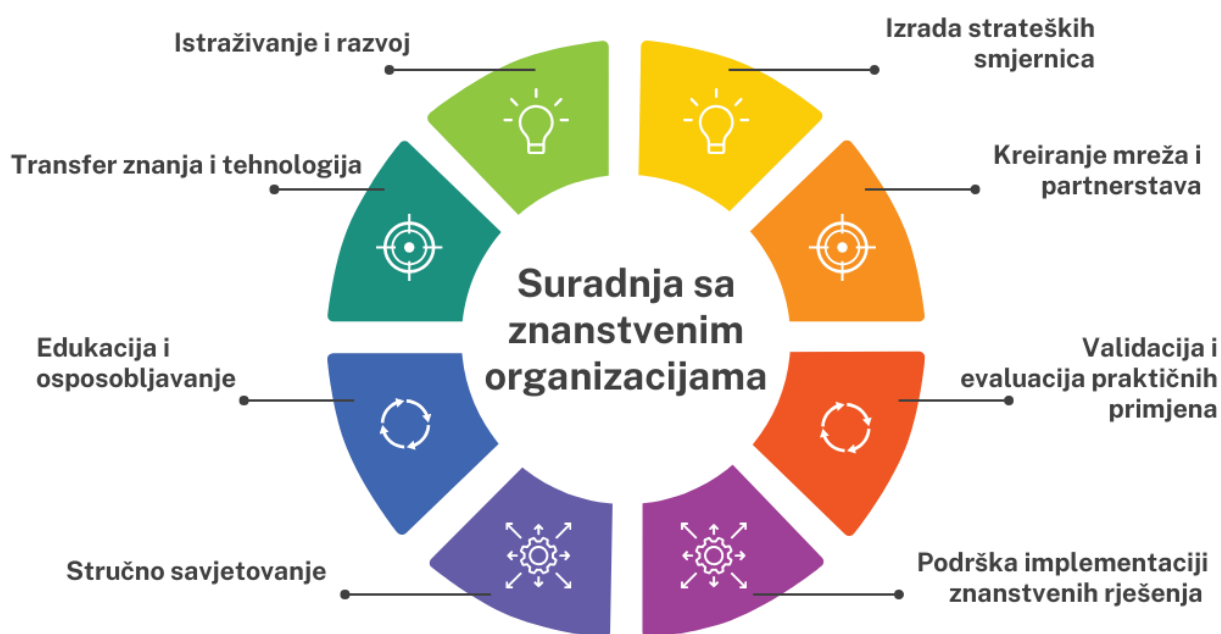 Istraživanje i razvoj
Izrada strateških
smjernica
Transfer znanja i tehnologija
Kreiranje mreža i
partnerstava
Suradnja sa
znanstvenim
organizacijama
Edukacija i
osposobljavanje
Validacija i
evaluacija praktičnih
primjena
Stručno savjetovanje
Podrška implementaciji
znanstvenih rješenja